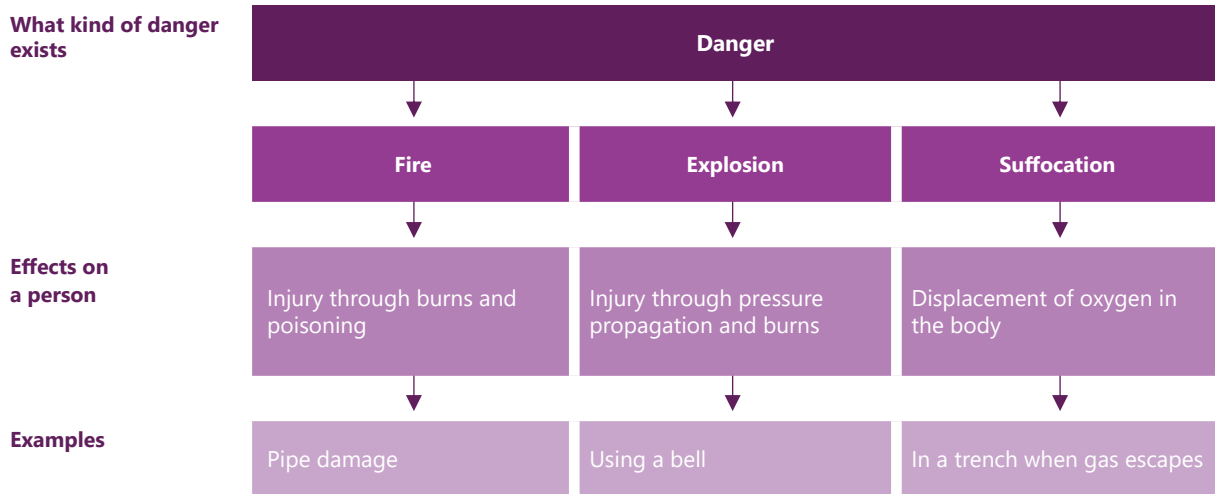 What kind of danger
exists
Danger
Fire
Explosion
Suffocation
Effects on
a person
Injury through burns and
poisoning
Injury through pressure
propagation and burns
Displacement of oxygen in
the body
Examples
Pipe damage
Using a bell
In a trench when gas escapes